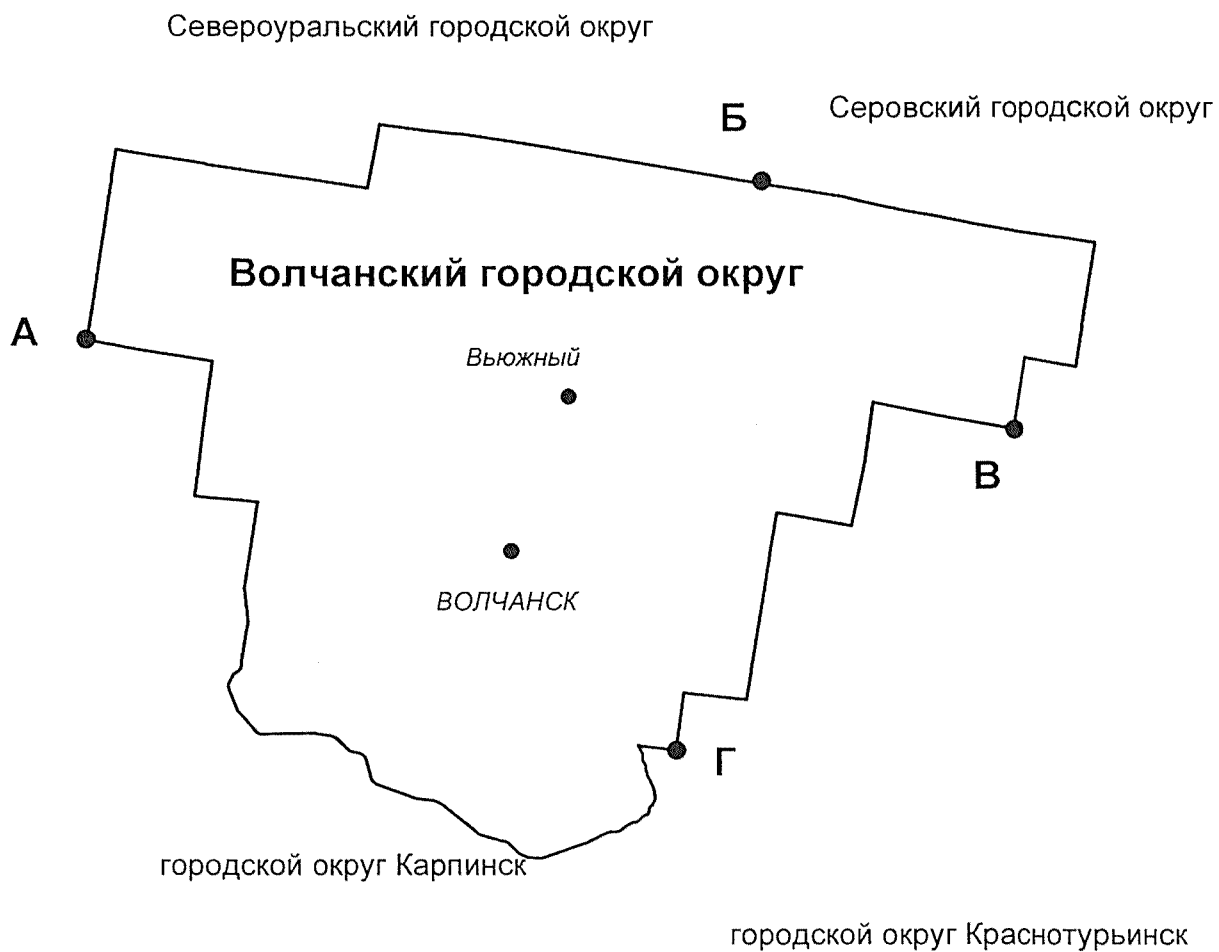 Североуральский городской округ
Серовский городской округ
Б
Волчанский городской округ
А
Вьюжный
В
ВОЛЧАНСК
Г
городской округ Карпинск
городской округ Краснотурьинск